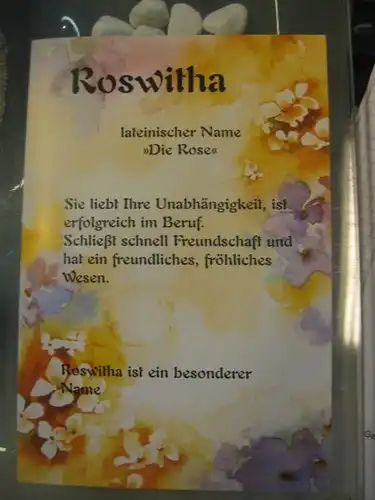 Roswitha
lateinischer Name
»Die Rose«
Sie liebt Ihre Unabhängigkeit, ist
erfolgreich im Beruf.
Schließt schnell Freundschaft und
hat ein freundliches, fröhliches
Wesen.
Roswitha ist ein besonderer
Name